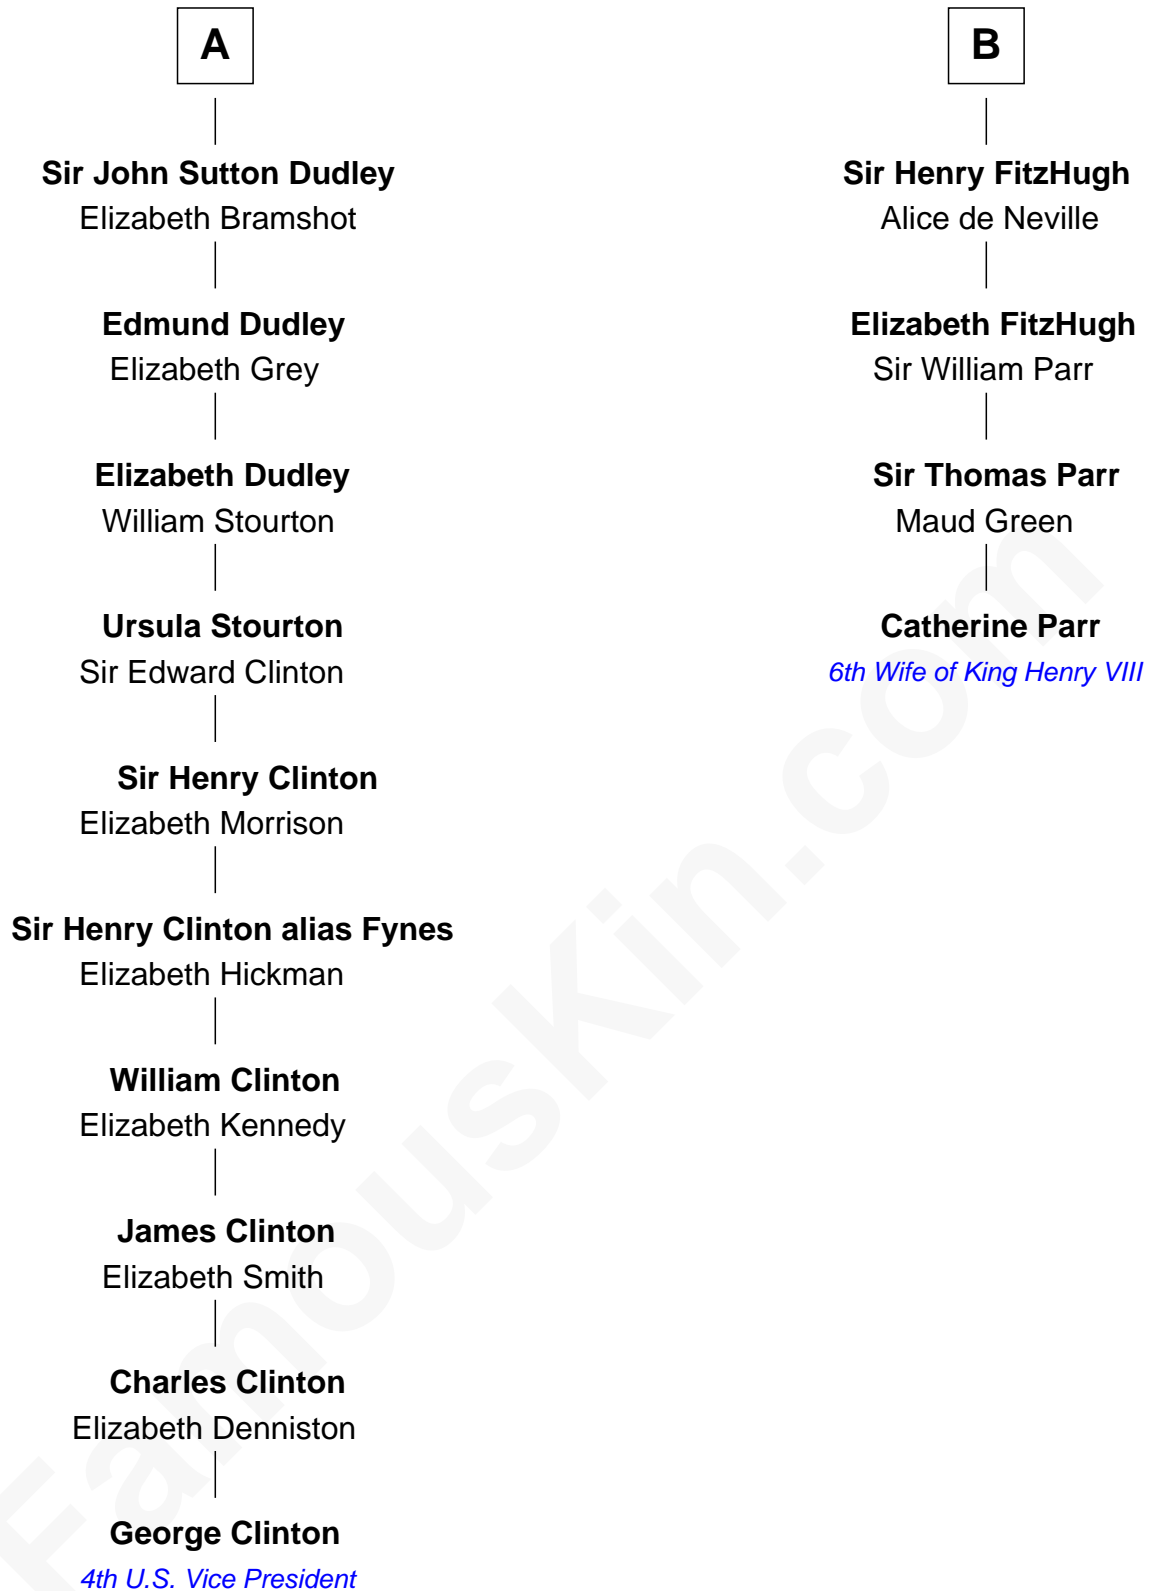 A
Sir John Sutton Dudley
Elizabeth Bramshot
Edmund Dudley
Elizabeth Grey
Elizabeth Dudley
William Stourton
Ursula Stourton
Sir Edward Clinton
Sir Henry Clinton
Elizabeth Morrison
Sir Henry Clinton alias Fynes
Elizabeth Hickman
William Clinton
Elizabeth Kennedy
James Clinton
Elizabeth Smith
Charles Clinton
Elizabeth Denniston
George Clinton
4th U.S. Vice President
B
Sir Henry FitzHugh
Alice de Neville
Elizabeth FitzHugh
Sir William Parr
Sir Thomas Parr
Maud Green
Catherine Parr
6th Wife of King Henry VIII
FamousKin.com